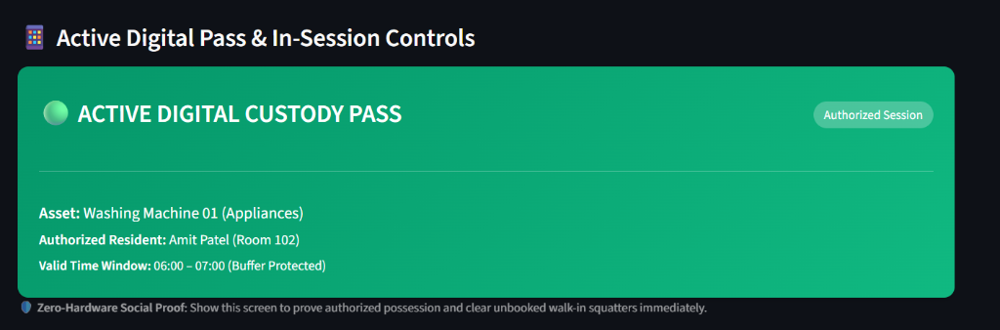 Active Digital Pass & In-Session Controls
ACTIVE DIGITAL CUSTODY PASS
Authorized Session
Asset: Washing Machine 01 (Appliances)
Authorized Resident: Amit Patel (Room 102)
Valid Time Window: 06:00 – 07:00 (Buffer Protected)
Zero-Hardware Social Proof: Show this screen to prove authorized possession and clear unbooked walk-in squatters immediately.